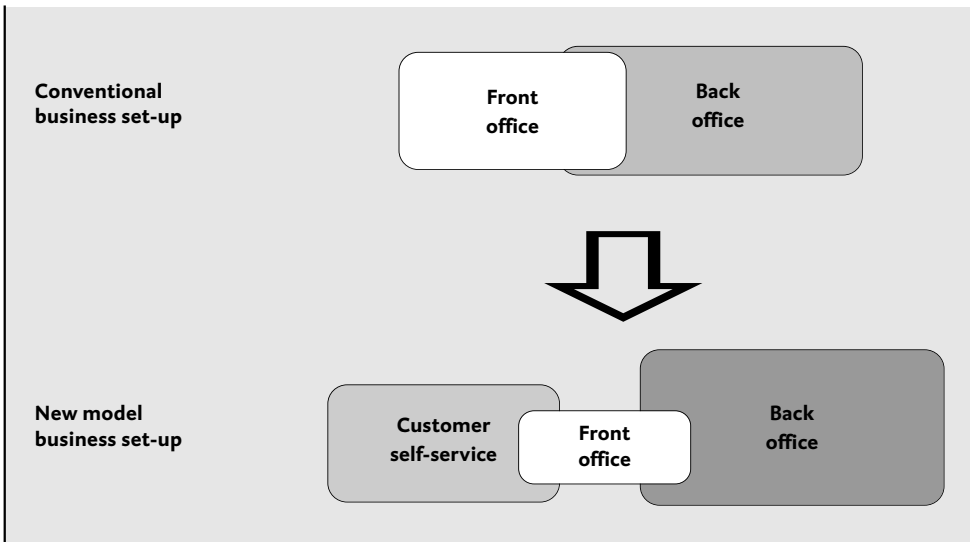 Conventional
business set-up
Front
office
Back
office
New model
business set-up
Customer
self-service
Front
office
Back
office